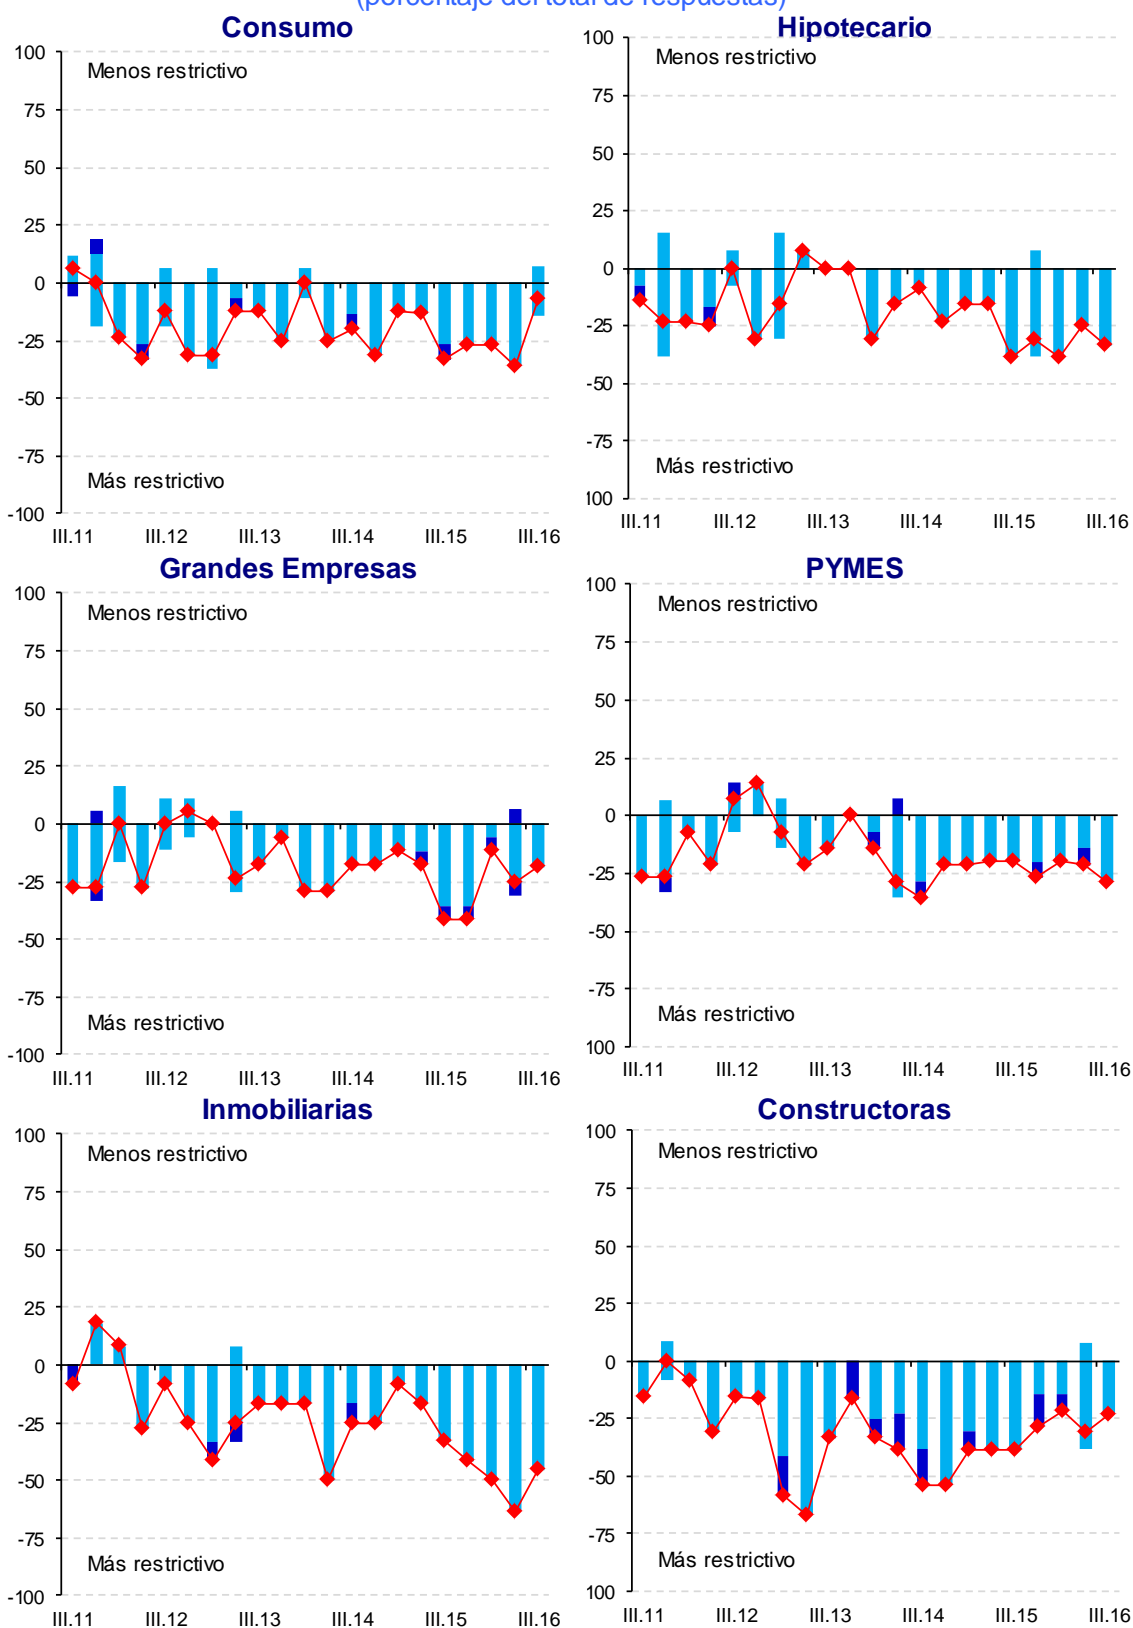 (porcentaje del total de respuestas)
Consumo
100
Menos restrictivo
75
50
25
0
-25
-50
-75
Más restrictivo
-100
III.11 III.12 III.13 III.14 III.15 III.16
Hipotecario
100
Menos restrictivo
75
50
25
0
-25
-50
-75
Más restrictivo
100
III.11 III.12 III.13 III.14 III.15 III.16
Grandes Empresas
100
Menos restrictivo
75
50
25
0
-25
-50
-75
Más restrictivo
-100
III.11 III.12 III.13 III.14 III.15 III.16
PYMES
100
Menos restrictivo
75
50
25
0
-25
-50
-75
Más restrictivo
100
III.11 III.12 III.13 III.14 III.15 III.16
Inmobiliarias
100
Menos restrictivo
75
50
25
0
-25
-50
-75
Más restrictivo
-100
III.11 III.12 III.13 III.14 III.15 III.16
Constructoras
100
Menos restrictivo
75
50
25
0
-25
-50
-75
Más restrictivo
100
III.11 III.12 III.13 III.14 III.15 III.16